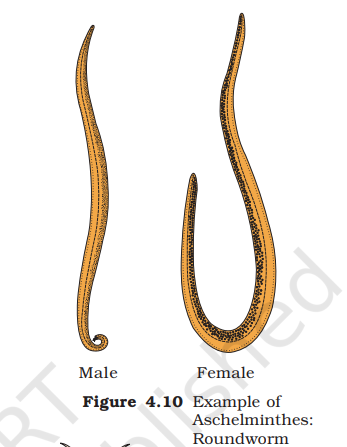 Male Female
Figure 4.10 Example of
Aschelminthes:
Roundworm